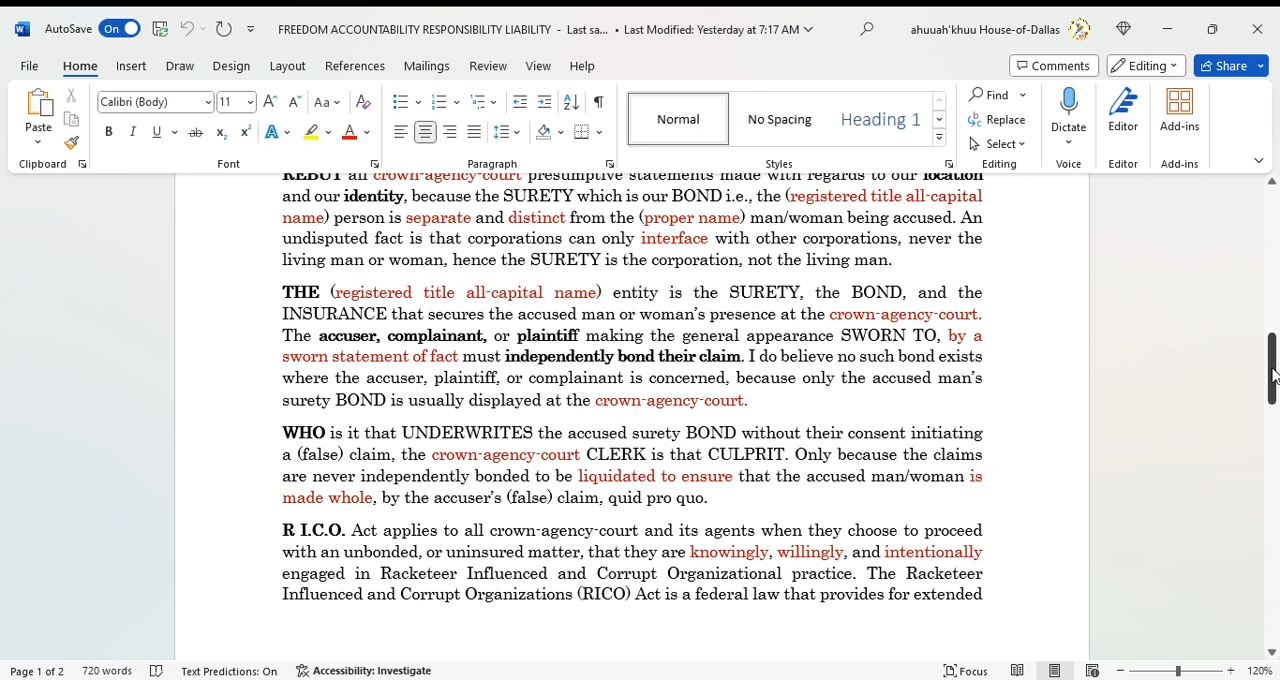 AutoSave On FREEDOM ACCOUNTABILITY RESPONSIBILITY LIABILITY - Last sa... • Last Modified: Yesterday at 7:17 AM ahuuah'khuu House-of-Dallas
File Home Insert Draw Design Layout References Mailings Review View Help Comments Editing Share
Calibri (Body) 11 Aa Normal No Spacing Heading 1 Find
Paste B I U ab x₂ x² A A Replace Dictate Editor Add-ins
Select
Clipboard Font Paragraph Styles Editing Voice Editor Add-ins
REBUT all crown-agency-court presumptive statements made with regards to our location
and our identity, because the SURETY which is our BOND i.e., the (registered title all-capital
name) person is separate and distinct from the (proper name) man/woman being accused. An
undisputed fact is that corporations can only interface with other corporations, never the
living man or woman, hence the SURETY is the corporation, not the living man.
THE (registered title all-capital name) entity is the SURETY, the BOND, and the
INSURANCE that secures the accused man or woman's presence at the crown-agency-court.
The accuser, complainant, or plaintiff making the general appearance SWORN TO, by a
sworn statement of fact must independently bond their claim. I do believe no such bond exists
where the accuser, plaintiff, or complainant is concerned, because only the accused man's
surety BOND is usually displayed at the crown-agency-court.
WHO is it that UNDERWRITES the accused surety BOND without their consent initiating
a (false) claim, the crown-agency-court CLERK is that CULPRIT. Only because the claims
are never independently bonded to be liquidated to ensure that the accused man/woman is
made whole, by the accuser's (false) claim, quid pro quo.
R I.C.O. Act applies to all crown-agency-court and its agents when they choose to proceed
with an unbonded, or uninsured matter, that they are knowingly, willingly, and intentionally
engaged in Racketeer Influenced and Corrupt Organizational practice. The Racketeer
Influenced and Corrupt Organizations (RICO) Act is a federal law that provides for extended
Page 1 of 2 720 words Text Predictions: On Accessibility: Investigate Focus 120%